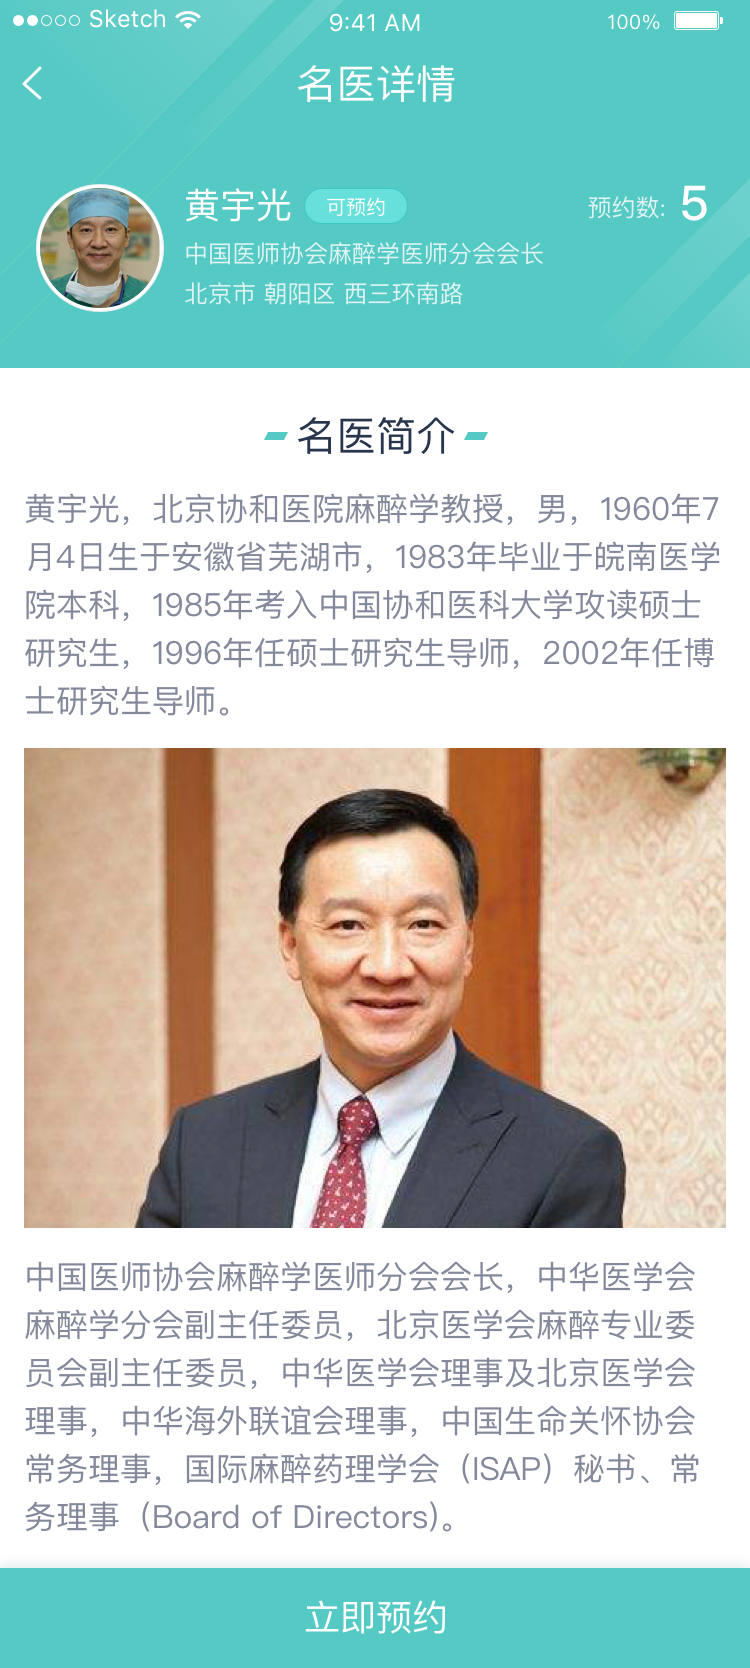 Sketch 9:41 AM 100%
名医详情
黄宇光 可预约 预约数: 5
中国医师协会麻醉学医师分会会长
北京市 朝阳区 西三环南路
名医简介
黄宇光，北京协和医院麻醉学教授，男，1960年7
月4日生于安徽省芜湖市，1983年毕业于皖南医学
院本科，1985年考入中国协和医科大学攻读硕士
研究生，1996年任硕士研究生导师，2002年任博
士研究生导师。
中国医师协会麻醉学医师分会会长，中华医学会
麻醉学分会副主任委员，北京医学会麻醉专业委
员会副主任委员，中华医学会理事及北京医学会
理事，中华海外联谊会理事，中国生命关怀协会
常务理事，国际麻醉药理学会（ISAP）秘书、常
务理事（Board of Directors)。
立即预约